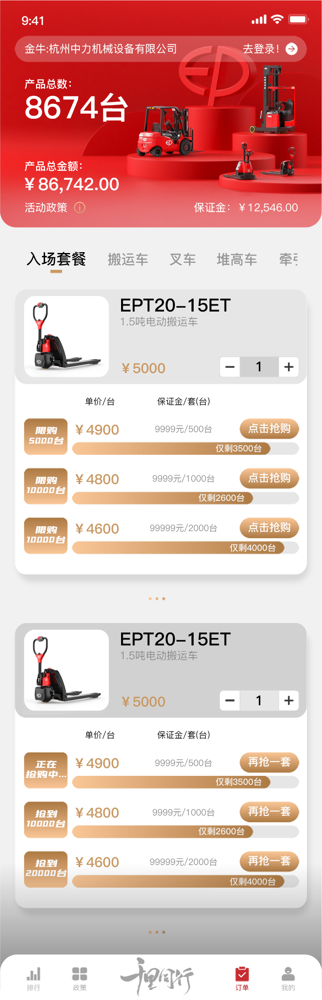 9:41
金牛:杭州中力机械设备有限公司 去登录!
EP
产品总数:
8674台
产品总金额:
¥ 86,742.00
活动政策 保证金: ¥ 12,546.00
入场套餐 搬运车 叉车 堆高车 牵引
EPT20-15ET
1.5吨电动搬运车
¥ 5000 − 1 +
单价/台 保证金/套(台)
限购
5000台
¥ 4900 9999元/500台 点击抢购
仅剩3500台
限购
10000台
¥ 4800 9999元/1000台 点击抢购
仅剩2600台
限购
10000台
¥ 4600 99999元/2000台 点击抢购
仅剩4000台
EPT20-15ET
1.5吨电动搬运车
¥ 5000 − 1 +
单价/台 保证金/套(台)
正在
抢购中...
¥ 4900 9999元/500台 再抢一套
仅剩3500台
抢到
10000台
¥ 4800 9999元/1000台 再抢一套
仅剩2600台
抢到
20000台
¥ 4600 99999元/2000台 再抢一套
仅剩4000台
排行 政策 千里同行 订单 我的